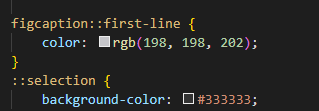 figcaption::first-line {
color: rgb(198, 198, 202);
}
::selection {
background-color: #333333;